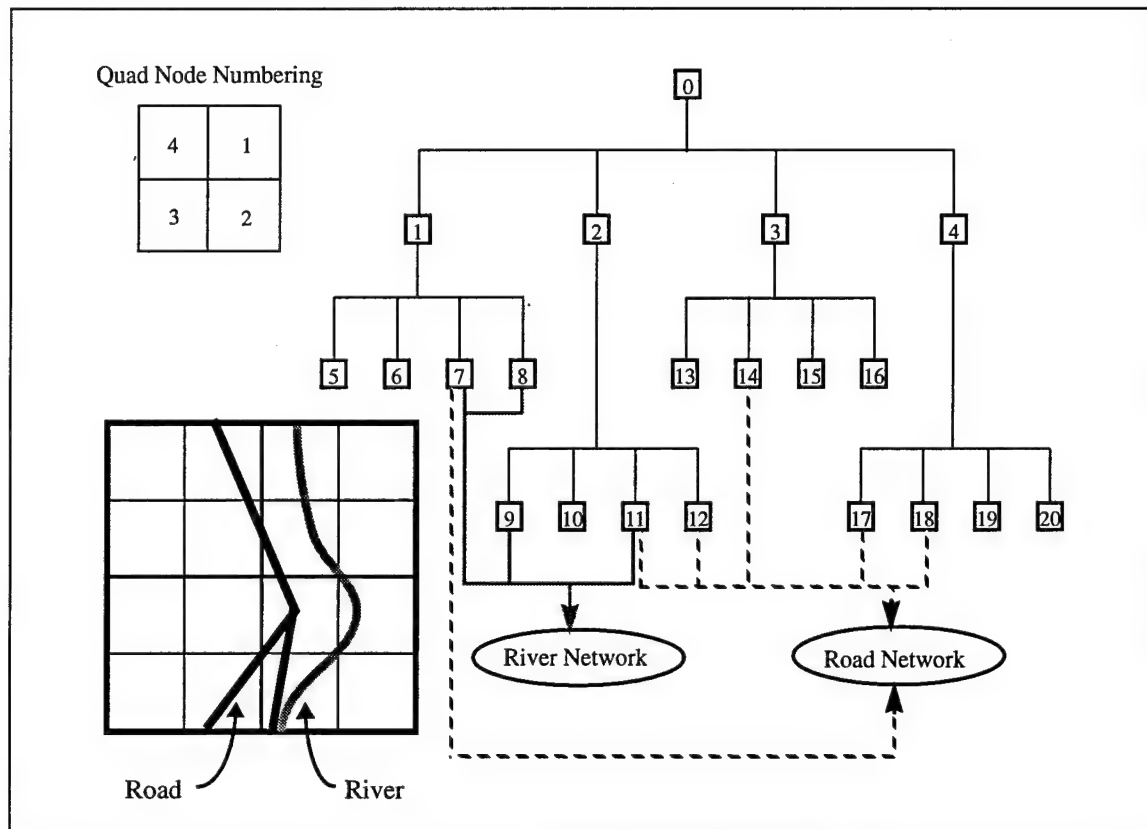 Quad Node Numbering
4 1
3 2
0
1 2 3 4
5 6 7 8
13 14 15 16
9 10 11 12
17 18 19 20
River Network
Road Network
Road
River